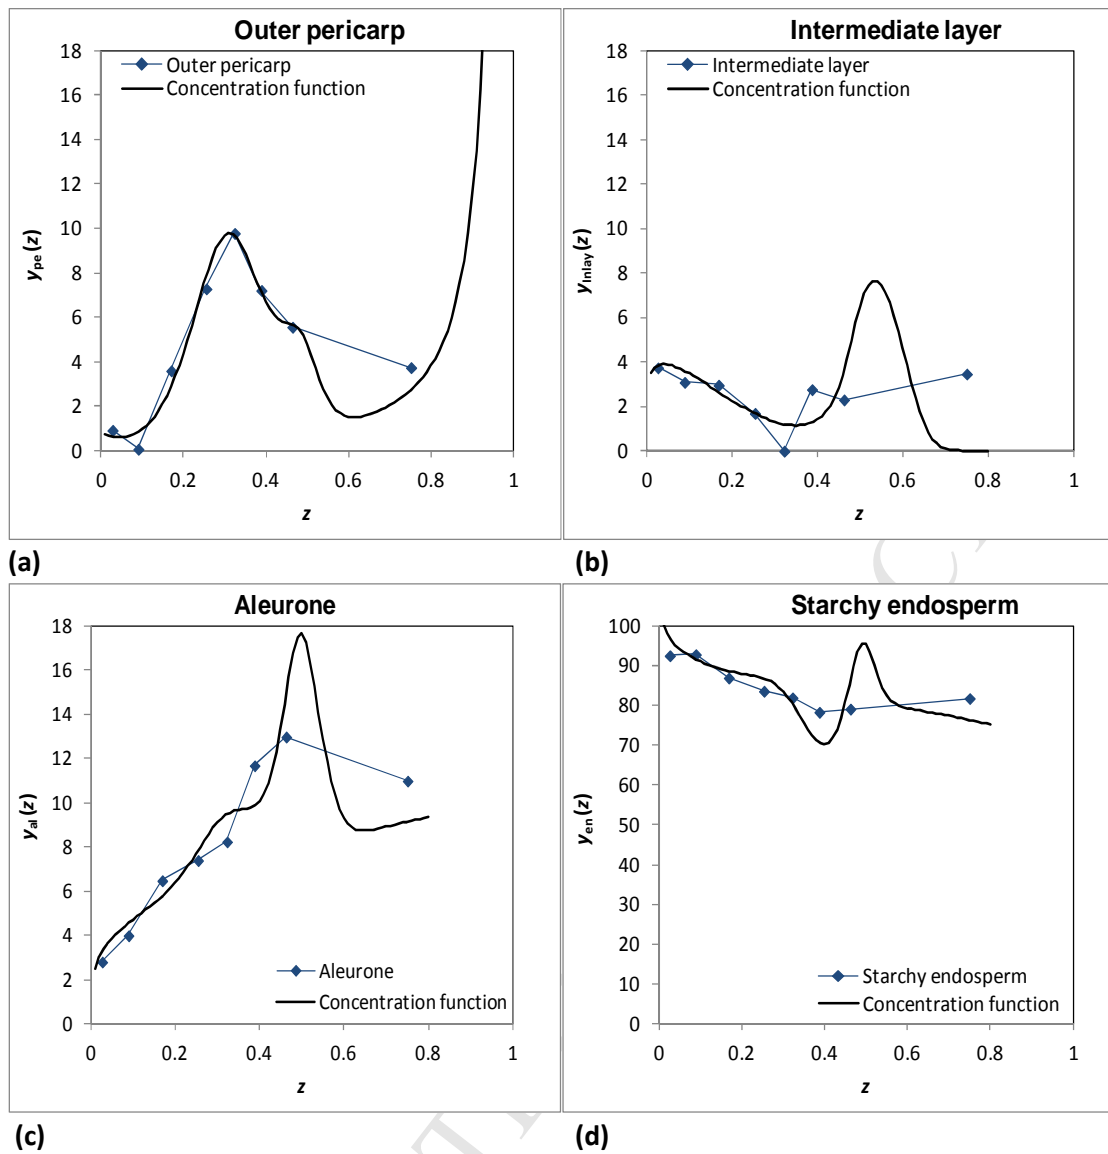 Outer pericarp
18
16
14
12
10
8
6
4
2
0
Outer pericarp
Concentration function
ype(z)
0 0.2 0.4 0.6 0.8 1
z
(a)
Intermediate layer
18
16
14
12
10
8
6
4
2
0
Intermediate layer
Concentration function
yInlay(z)
0 0.2 0.4 0.6 0.8 1
z
(b)
Aleurone
18
16
14
12
10
8
6
4
2
0
yal(z)
Aleurone
Concentration function
0 0.2 0.4 0.6 0.8 1
z
(c)
Starchy endosperm
100
90
80
70
60
50
40
30
20
10
0
yen(z)
Starchy endosperm
Concentration function
0 0.2 0.4 0.6 0.8 1
z
(d)